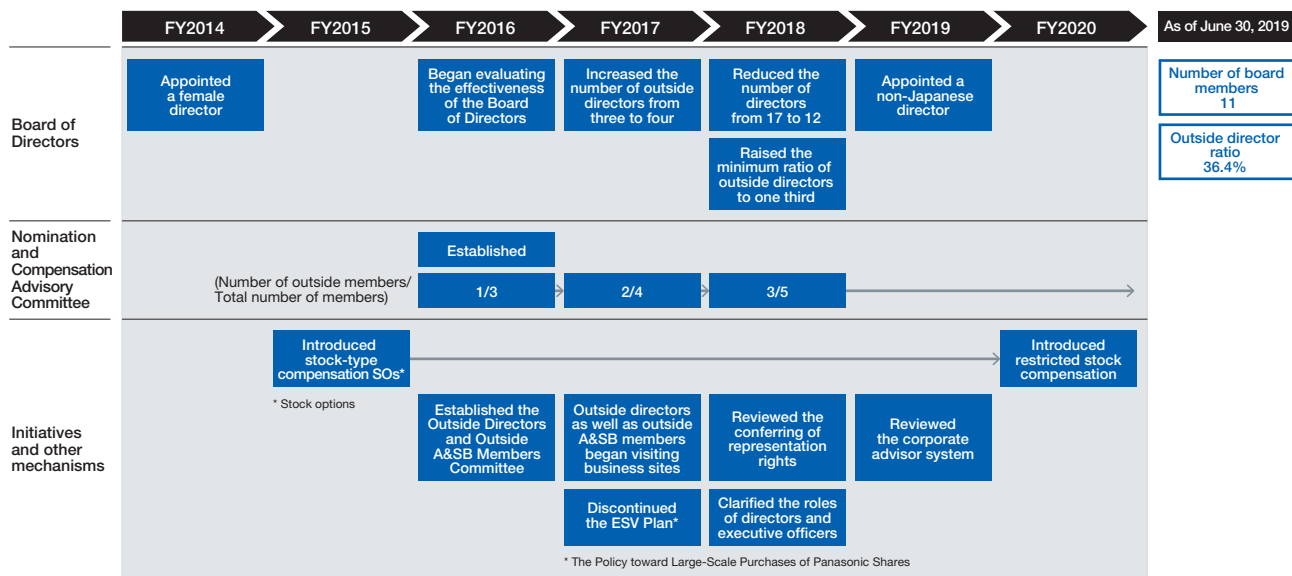 FY2014
FY2015
FY2016
FY2017
FY2018
FY2019
FY2020
As of June 30, 2019
Board of
Directors
Appointed
a female
director
Began evaluating
the effectiveness
of the Board
of Directors
Increased the
number of outside
directors from
three to four
Reduced the
number of
directors
from 17 to 12
Appointed a
non-Japanese
director
Raised the
minimum ratio of
outside directors
to one third
Number of board
members
11
Outside director
ratio
36.4%
Nomination
and
Compensation
Advisory
Committee
Established
(Number of outside members/
Total number of members)
1/3
2/4
3/5
Initiatives
and other
mechanisms
Introduced
stock-type
compensation SOs*
Introduced
restricted stock
compensation
* Stock options
Established the
Outside Directors
and Outside
A&SB Members
Committee
Outside directors
as well as outside
A&SB members
began visiting
business sites
Reviewed the
conferring of
representation
rights
Reviewed
the corporate
advisor system
Discontinued
the ESV Plan*
Clarified the roles
of directors and
executive officers
* The Policy toward Large-Scale Purchases of Panasonic Shares